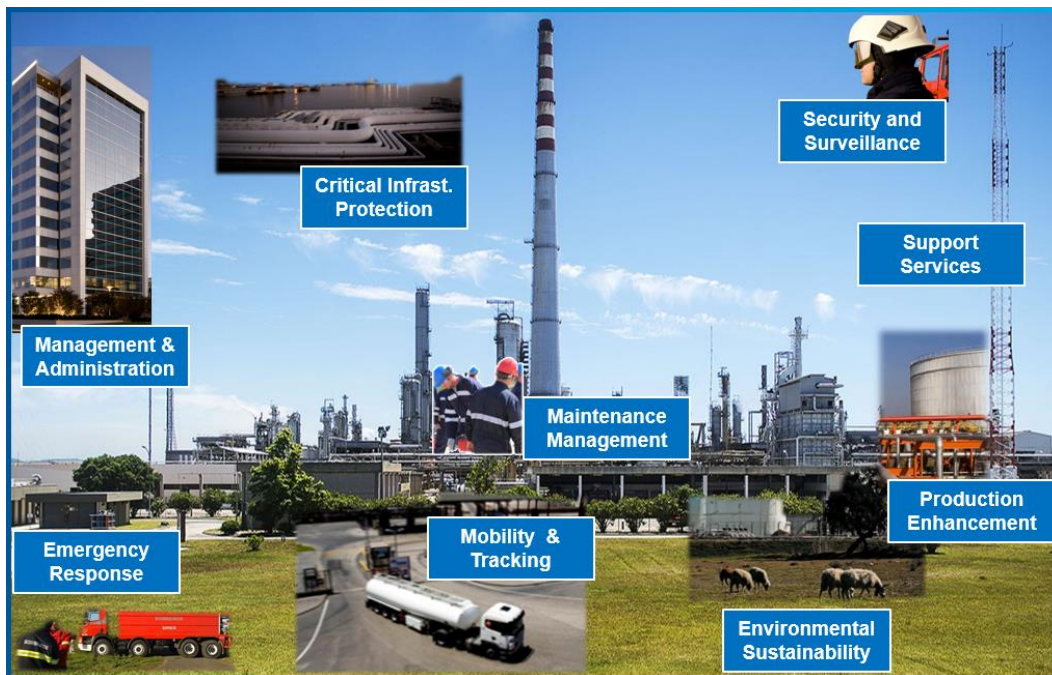 Security and
Surveillance
Critical Infrast.
Protection
Support
Services
Management &
Administration
Maintenance
Management
Production
Enhancement
Mobility &
Tracking
Emergency
Response
Environmental
Sustainability